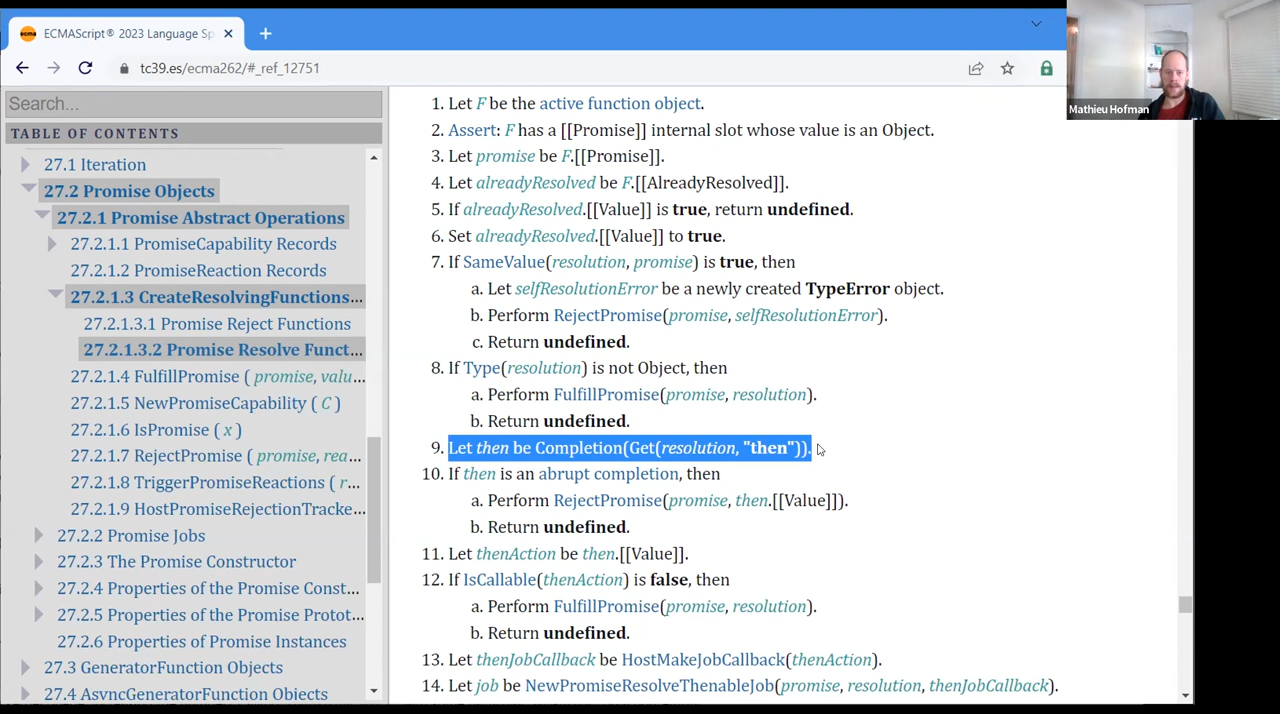 ECMAScript® 2023 Language Sp
tc39.es/ecma262/#_ref_12751
Mathieu Hofman
Search...
TABLE OF CONTENTS
27.1 Iteration
27.2 Promise Objects
27.2.1 Promise Abstract Operations
27.2.1.1 PromiseCapability Records
27.2.1.2 PromiseReaction Records
27.2.1.3 CreateResolvingFunctions...
27.2.1.3.1 Promise Reject Functions
27.2.1.3.2 Promise Resolve Funct...
27.2.1.4 FulfillPromise ( promise, valu...
27.2.1.5 NewPromiseCapability ( C )
27.2.1.6 IsPromise ( x )
27.2.1.7 RejectPromise ( promise, rea...
27.2.1.8 TriggerPromiseReactions ( r...
27.2.1.9 HostPromiseRejectionTracke...
27.2.2 Promise Jobs
27.2.3 The Promise Constructor
27.2.4 Properties of the Promise Const...
27.2.5 Properties of the Promise Protot...
27.2.6 Properties of Promise Instances
27.3 GeneratorFunction Objects
27.4 AsyncGeneratorFunction Objects
1. Let F be the active function object.
2. Assert: F has a [[Promise]] internal slot whose value is an Object.
3. Let promise be F.[[Promise]].
4. Let alreadyResolved be F.[[AlreadyResolved]].
5. If alreadyResolved.[[Value]] is true, return undefined.
6. Set alreadyResolved.[[Value]] to true.
7. If SameValue(resolution, promise) is true, then
a. Let selfResolutionError be a newly created TypeError object.
b. Perform RejectPromise(promise, selfResolutionError).
c. Return undefined.
8. If Type(resolution) is not Object, then
a. Perform FulfillPromise(promise, resolution).
b. Return undefined.
9. Let then be Completion(Get(resolution, "then")).
10. If then is an abrupt completion, then
a. Perform RejectPromise(promise, then.[[Value]]).
b. Return undefined.
11. Let thenAction be then.[[Value]].
12. If IsCallable(thenAction) is false, then
a. Perform FulfillPromise(promise, resolution).
b. Return undefined.
13. Let thenJobCallback be HostMakeJobCallback(thenAction).
14. Let job be NewPromiseResolveThenableJob(promise, resolution, thenJobCallback).